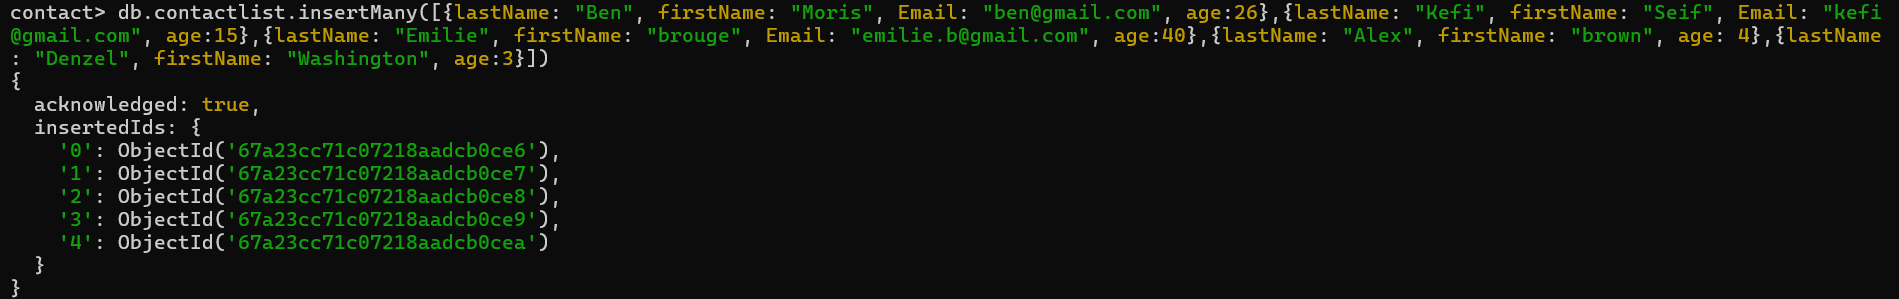 contact> db.contactlist.insertMany([{lastName: "Ben", firstName: "Moris", Email: "ben@gmail.com", age:26},{lastName: "Kefi", firstName: "Seif", Email: "kefi
@gmail.com", age:15},{lastName: "Emilie", firstName: "brouge", Email: "emilie.b@gmail.com", age:40},{lastName: "Alex", firstName: "brown", age: 4},{lastName
: "Denzel", firstName: "Washington", age:3}])
{
  acknowledged: true,
  insertedIds: {
    '0': ObjectId('67a23cc71c07218aadcb0ce6'),
    '1': ObjectId('67a23cc71c07218aadcb0ce7'),
    '2': ObjectId('67a23cc71c07218aadcb0ce8'),
    '3': ObjectId('67a23cc71c07218aadcb0ce9'),
    '4': ObjectId('67a23cc71c07218aadcb0cea')
  }
}